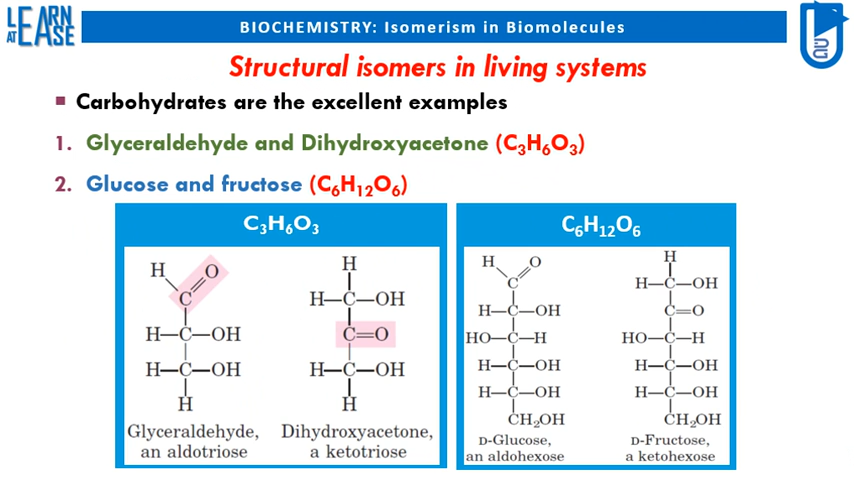 LEARN
AT EASE
BIOCHEMISTRY: Isomerism in Biomolecules
Structural isomers in living systems
▪ Carbohydrates are the excellent examples
1. Glyceraldehyde and Dihydroxyacetone (C₃H₆O₃)
2. Glucose and fructose (C₆H₁₂O₆)
C₃H₆O₃
H O
C
H—C—OH
H—C—OH
H
Glyceraldehyde,
an aldotriose
H
H—C—OH
C=O
H—C—OH
H
Dihydroxyacetone,
a ketotriose
C₆H₁₂O₆
H O
C
H—C—OH
HO—C—H
H—C—OH
H—C—OH
CH₂OH
D-Glucose,
an aldohexose
H
H—C—OH
C=O
HO—C—H
H—C—OH
H—C—OH
CH₂OH
D-Fructose,
a ketohexose